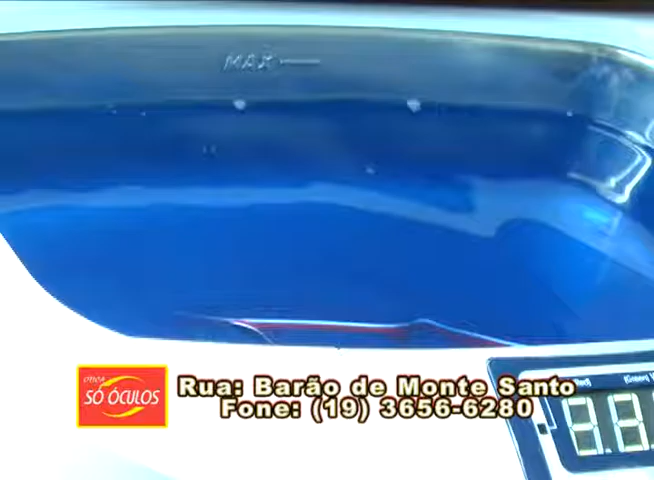 MAX
ÓTICA
SÓ ÓCULOS
Rua: Barão de Monte Santo
Fone: (19) 3656-6280